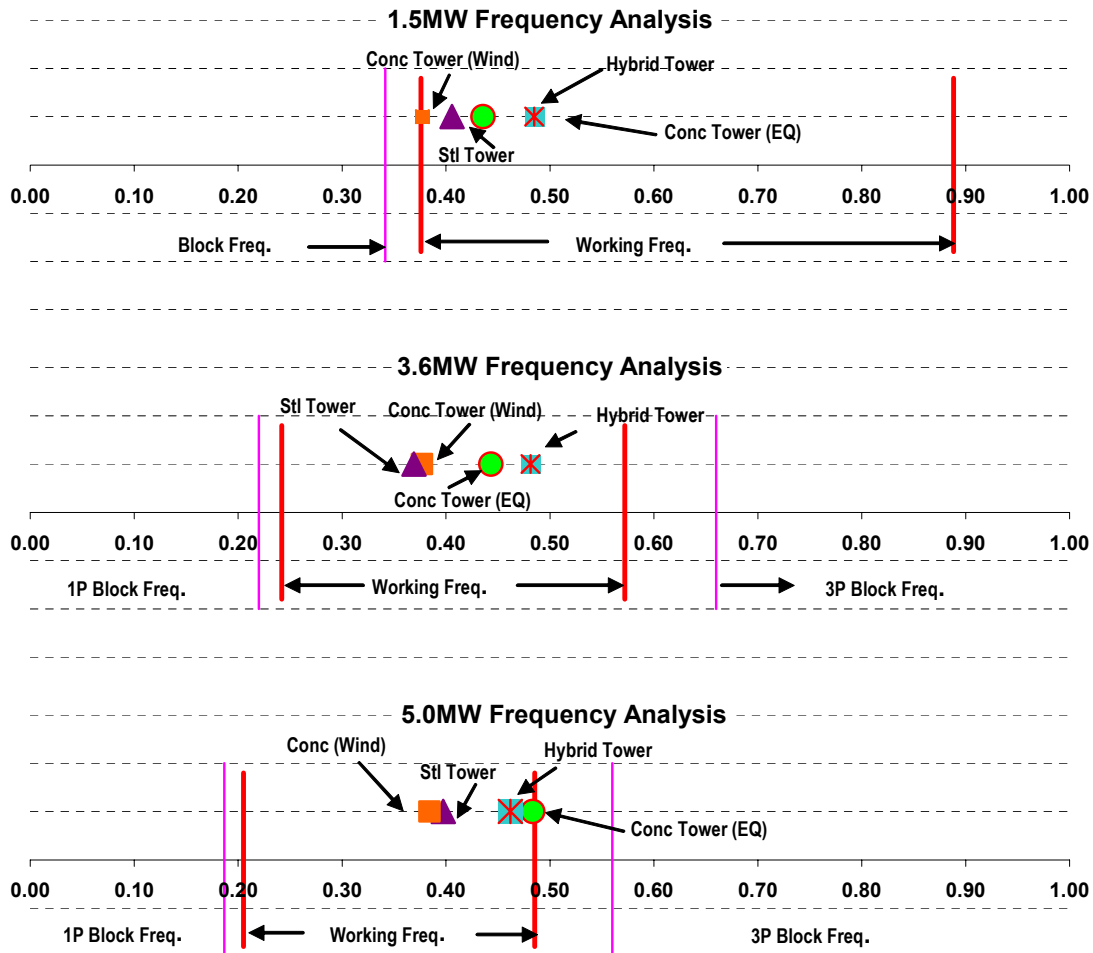 1.5MW Frequency Analysis
Conc Tower (Wind)
Hybrid Tower
Conc Tower (EQ)
Stl Tower
0.00 0.10 0.20 0.30 0.40 0.50 0.60 0.70 0.80 0.90 1.00
Block Freq. Working Freq.
3.6MW Frequency Analysis
Stl Tower
Conc Tower (Wind)
Hybrid Tower
Conc Tower (EQ)
0.00 0.10 0.20 0.30 0.40 0.50 0.60 0.70 0.80 0.90 1.00
1P Block Freq. Working Freq. 3P Block Freq.
5.0MW Frequency Analysis
Conc (Wind)
Hybrid Tower
Stl Tower
Conc Tower (EQ)
0.00 0.10 0.20 0.30 0.40 0.50 0.60 0.70 0.80 0.90 1.00
1P Block Freq. Working Freq. 3P Block Freq.